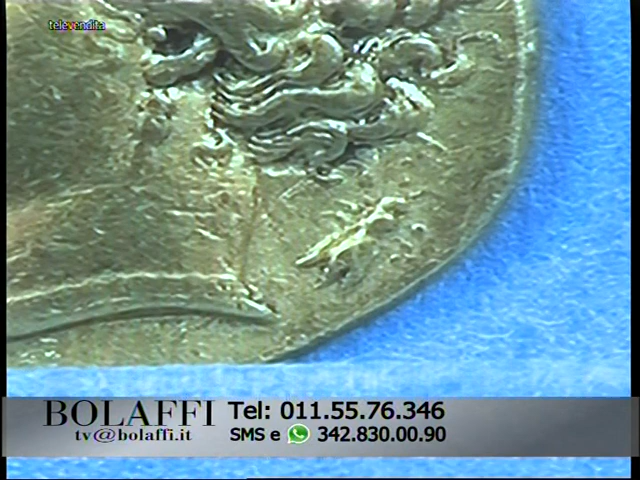 televendita
BOLAFFI
tv@bolaffi.it
Tel: 011.55.76.346
SMS e 342.830.00.90